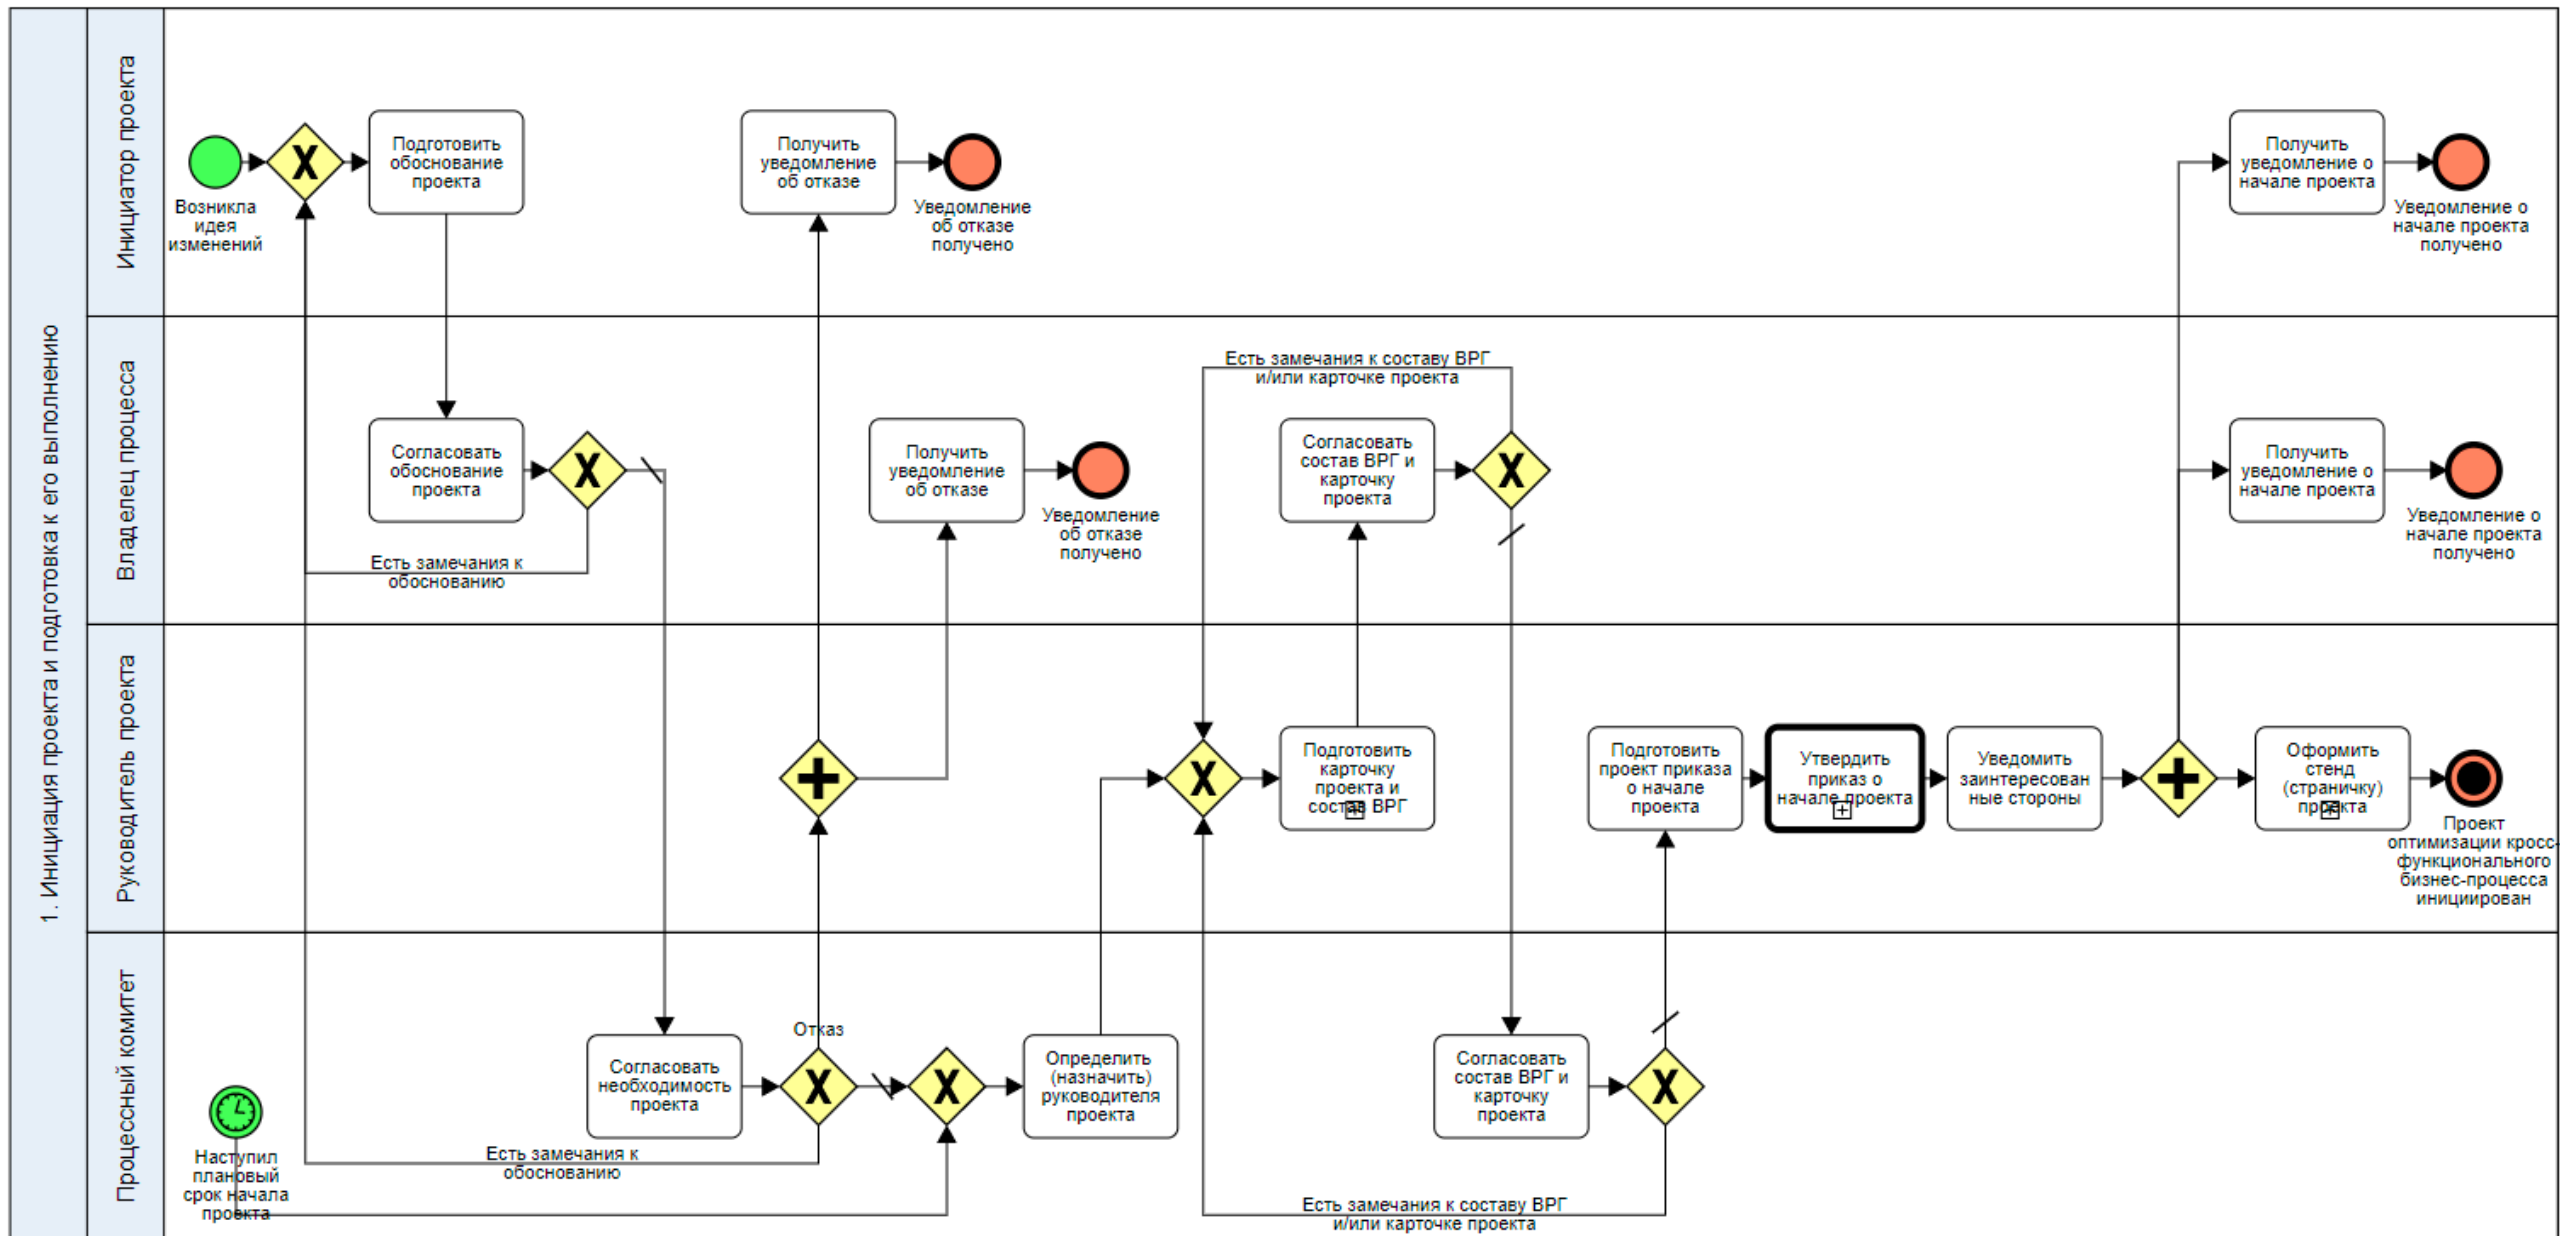 1. Инициация проекта и подготовка к его выполнению
Инициатор проекта
Возникла
идея
изменений
Подготовить
обоснование
проекта
Получить
уведомление
об отказе
Уведомление
об отказе
получено
Получить
уведомление о
начале проекта
Уведомление о
начале проекта
получено
Владелец процесса
Согласовать
обоснование
проекта
Есть замечания к
обоснованию
Получить
уведомление
об отказе
Уведомление
об отказе
получено
Есть замечания к составу ВРГ
и/или карточке проекта
Согласовать
состав ВРГ и
карточку
проекта
Получить
уведомление о
начале проекта
Уведомление о
начале проекта
получено
Руководитель проекта
Подготовить
карточку
проекта и
состав ВРГ
Подготовить
проект приказа
о начале
проекта
Утвердить
приказ о
начале проекта
Уведомить
заинтересован
ные стороны
Оформить
стенд
(страничку)
проекта
Проект
оптимизации кросс-
функционального
бизнес-процесса
инициирован
Процессный комитет
Наступил
плановый
срок начала
проекта
Согласовать
необходимость
проекта
Отказ
Есть замечания к
обоснованию
Определить
(назначить)
руководителя
проекта
Согласовать
состав ВРГ и
карточку
проекта
Есть замечания к составу ВРГ
и/или карточке проекта